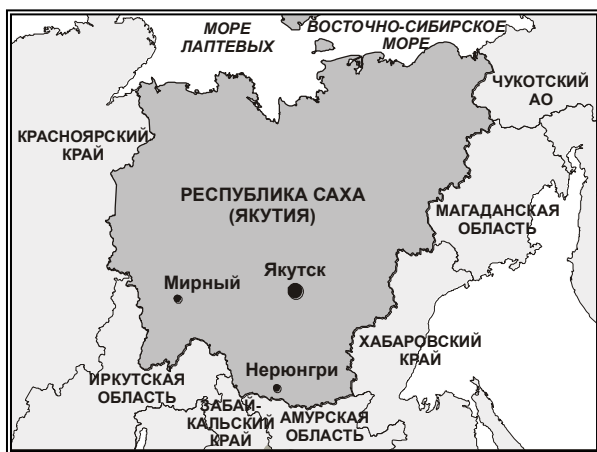 МОРЕ
ЛАПТЕВЫХ
ВОСТОЧНО-СИБИРСКОЕ
МОРЕ
ЧУКОТСКИЙ
АО
КРАСНОЯРСКИЙ
КРАЙ
РЕСПУБЛИКА САХА
(ЯКУТИЯ)
МАГАДАНСКАЯ
ОБЛАСТЬ
Мирный
Якутск
ХАБАРОВСКИЙ
КРАЙ
Нерюнгри
ИРКУТСКАЯ
ОБЛАСТЬ
ЗАБАЙ-
КАЛЬСКИЙ
КРАЙ
АМУРСКАЯ
ОБЛАСТЬ